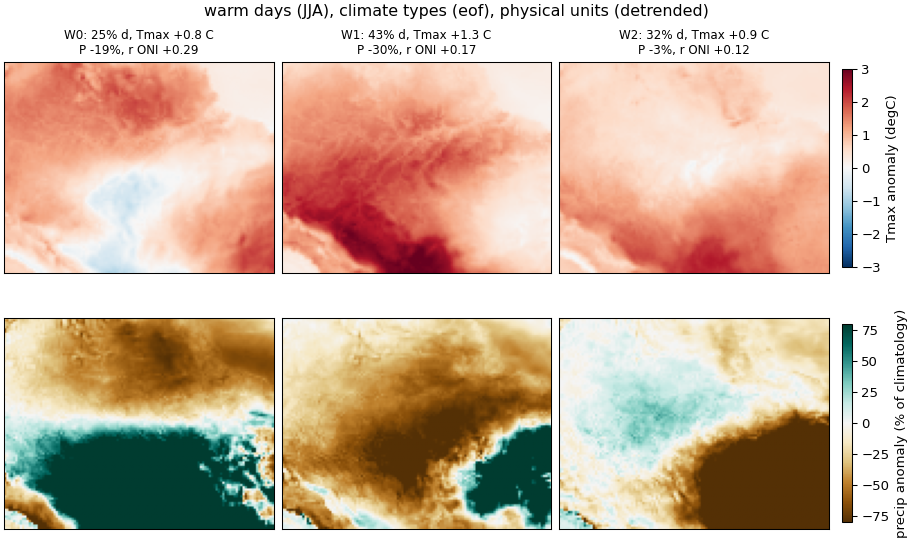 warm days (JJA), climate types (eof), physical units (detrended)
W0: 25% d, Tmax +0.8 C
P -19%, r ONI +0.29
W1: 43% d, Tmax +1.3 C
P -30%, r ONI +0.17
W2: 32% d, Tmax +0.9 C
P -3%, r ONI +0.12
3
2
1
0
−1
−2
−3
Tmax anomaly (degC)
75
50
25
0
−25
−50
−75
precip anomaly (% of climatology)